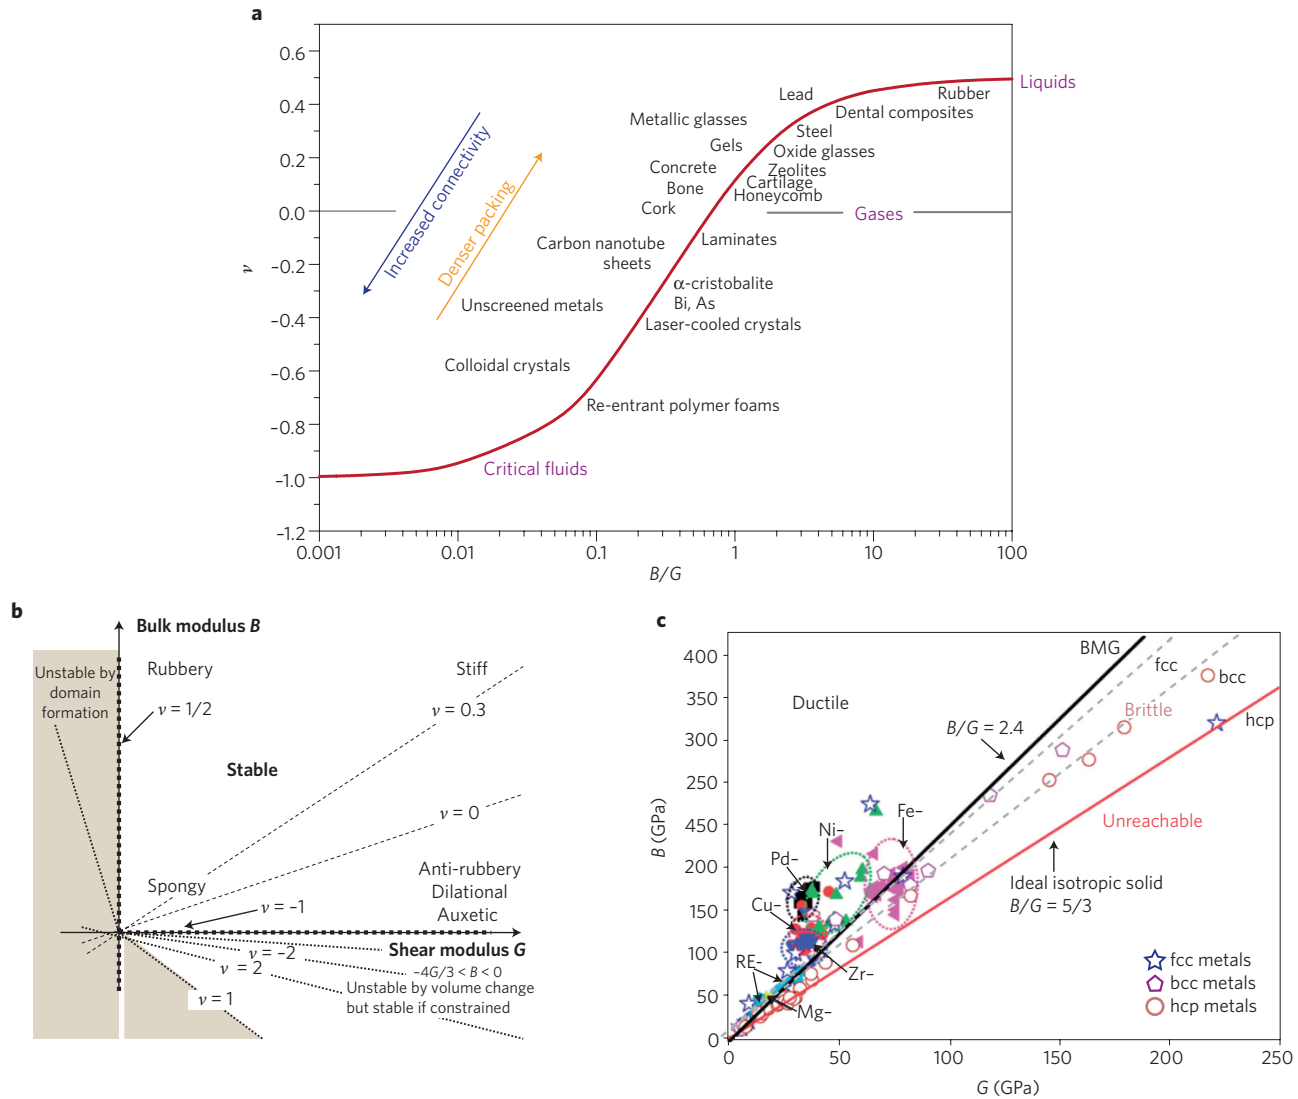 a
0.6
0.4
0.2
0.0
–0.2
–0.4
–0.6
–0.8
–1.0
–1.2
ν
0.001
0.01
0.1
1
10
100
B/G
Increased connectivity
Denser packing
Liquids
Lead
Rubber
Dental composites
Metallic glasses
Steel
Gels
Oxide glasses
Concrete
Zeolites
Bone
Cartilage
Honeycomb
Cork
Gases
Carbon nanotube
sheets
Laminates
α-cristobalite
Bi, As
Unscreened metals
Laser-cooled crystals
Colloidal crystals
Re-entrant polymer foams
Critical fluids
b
Bulk modulus B
Unstable by
domain
formation
Rubbery
Stiff
ν = 1/2
ν = 0.3
Stable
ν = 0
Spongy
Anti-rubbery
Dilational
Auxetic
ν = –1
Shear modulus G
ν = –2
–4G/3 < B < 0
ν = 2
Unstable by volume change
but stable if constrained
ν = 1
c
400
350
300
250
450
200
150
100
50
0
B (GPa)
0
50
100
150
200
250
G (GPa)
BMG
fcc
bcc
hcp
Ductile
Brittle
B/G = 2.4
Fe–
Ni–
Unreachable
Pd–
Ideal isotropic solid
B/G = 5/3
Cu–
RE–
Zr–
Mg–
fcc metals
bcc metals
hcp metals